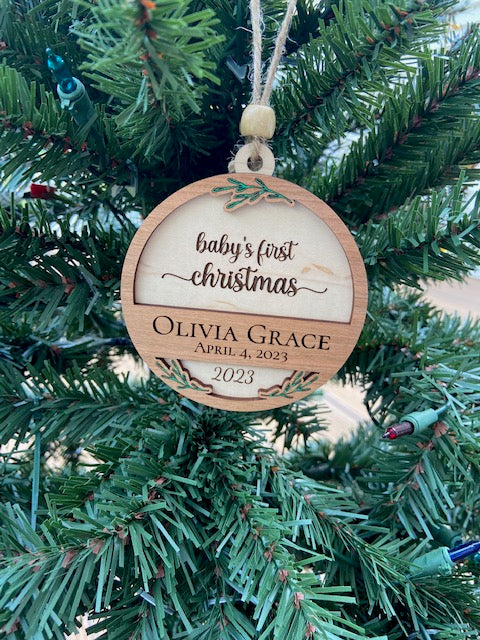 baby's first
christmas
OLIVIA GRACE
APRIL 4, 2023
2023